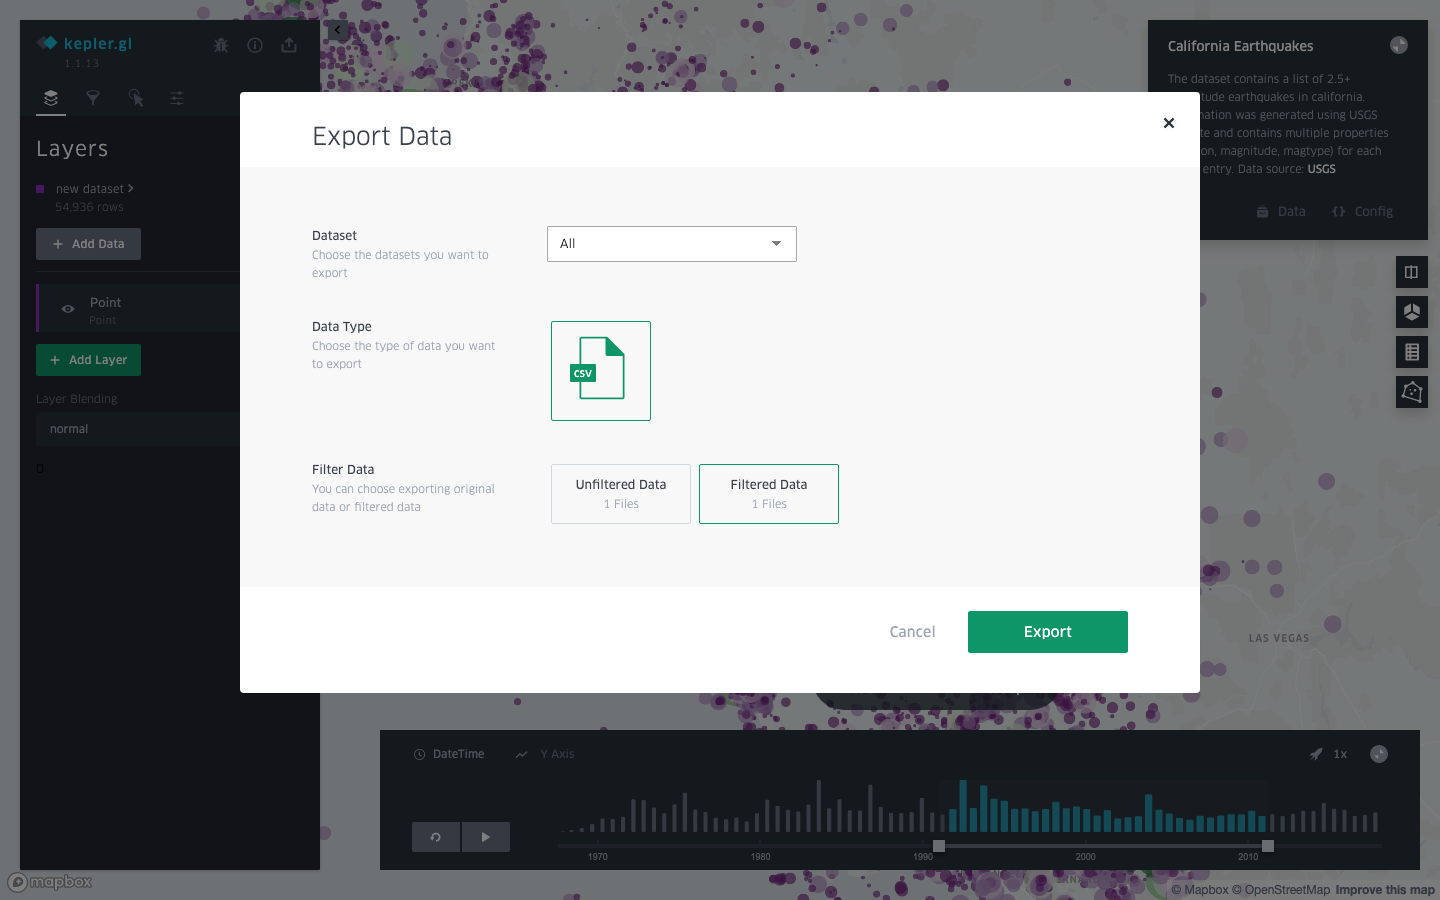 kepler.gl
1.1.13
Layers
new dataset
54,936 rows
+ Add Data
Point
Point
+ Add Layer
Layer Blending
normal
0
California Earthquakes
The dataset contains a list of 2.5+
tude earthquakes in california.
nation was generated using USGS
te and contains multiple properties
on, magnitude, magtype) for each
entry. Data source: USGS
Data
Config
Export Data
Dataset
Choose the datasets you want to
export
All
Data Type
Choose the type of data you want
to export
CSV
Filter Data
You can choose exporting original
data or filtered data
Unfiltered Data
1 Files
Filtered Data
1 Files
Cancel
Export
LAS VEGAS
DateTime
Y Axis
1x
1970
1980
1990
2000
2010
mapbox
© Mapbox © OpenStreetMap Improve this map